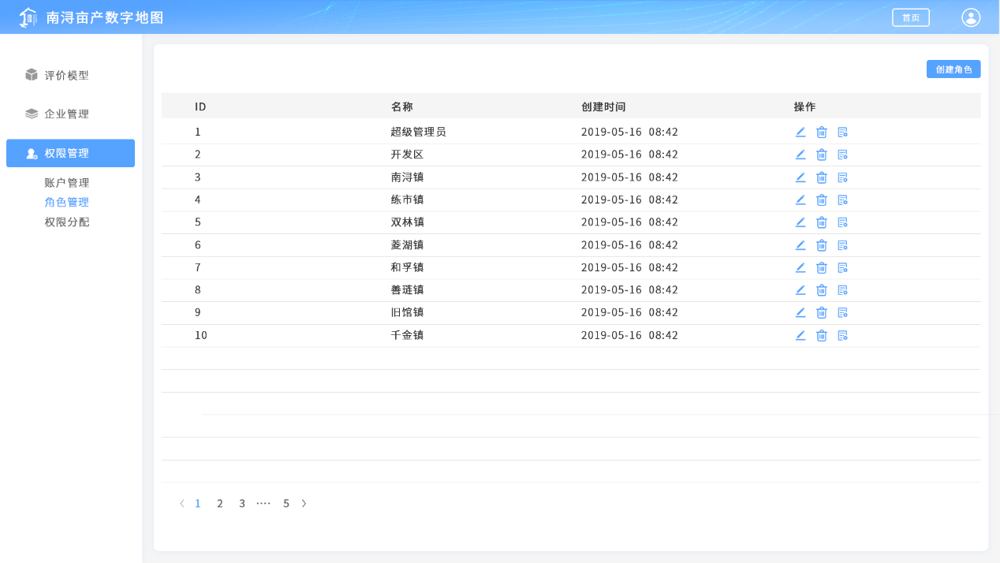 南浔亩产数字地图
首页
评价模型
企业管理
权限管理
账户管理
角色管理
权限分配
创建角色
ID 名称 创建时间 操作
1 超级管理员 2019-05-16 08:42
2 开发区 2019-05-16 08:42
3 南浔镇 2019-05-16 08:42
4 练市镇 2019-05-16 08:42
5 双林镇 2019-05-16 08:42
6 菱湖镇 2019-05-16 08:42
7 和孚镇 2019-05-16 08:42
8 善琏镇 2019-05-16 08:42
9 旧馆镇 2019-05-16 08:42
10 千金镇 2019-05-16 08:42
1 2 3 ···· 5